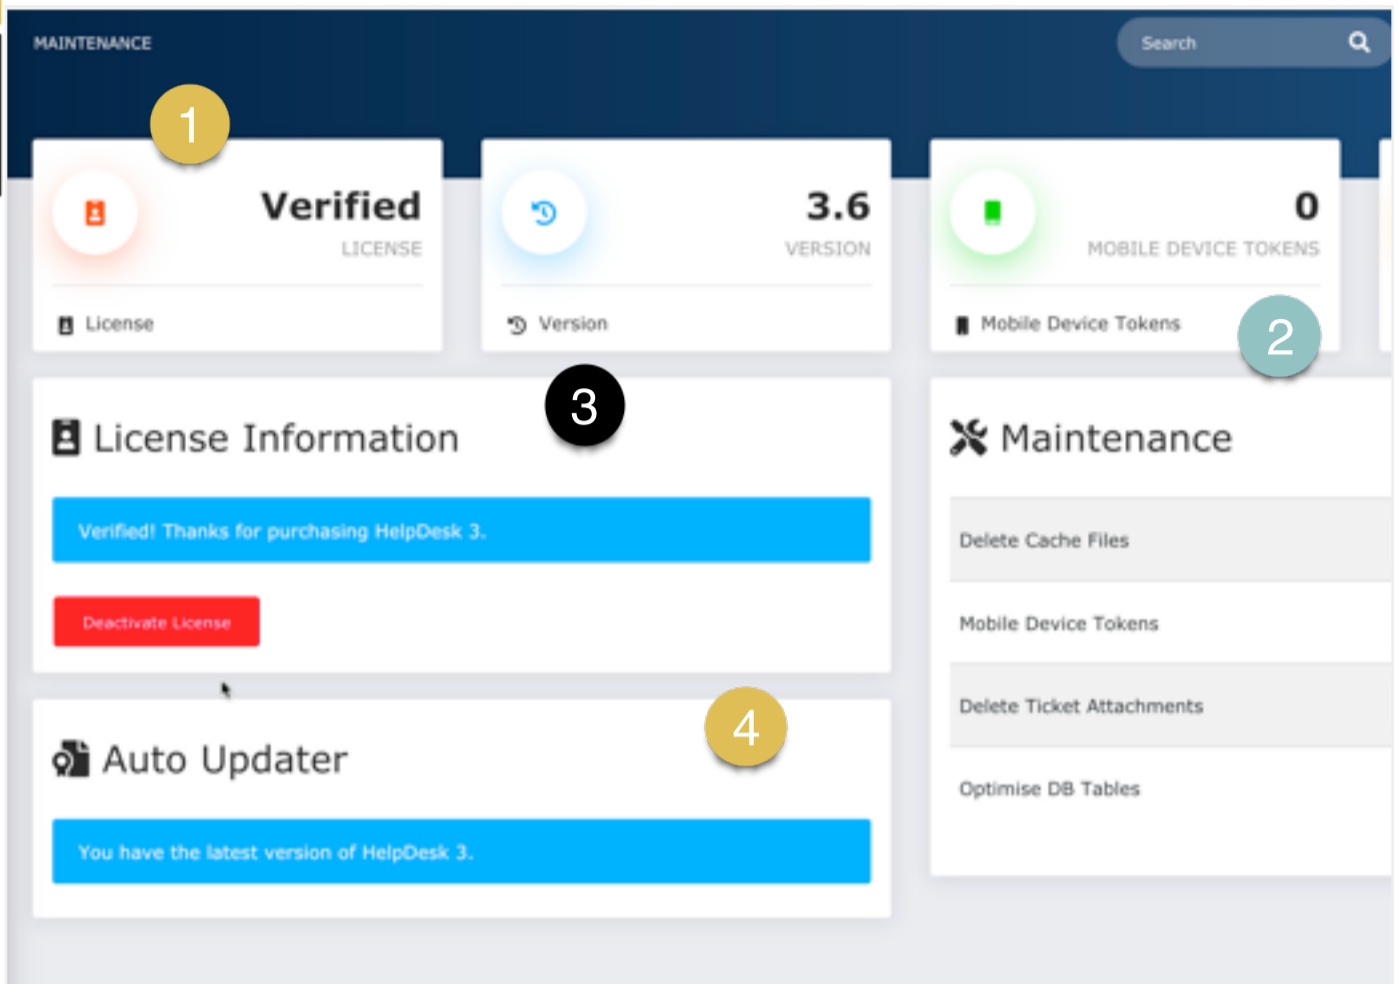 MAINTENANCE
Search
1
Verified
LICENSE
License
3.6
VERSION
Version
0
MOBILE DEVICE TOKENS
Mobile Device Tokens
2
3
License Information
Verified! Thanks for purchasing HelpDesk 3.
Deactivate License
4
Auto Updater
You have the latest version of HelpDesk 3.
Maintenance
Delete Cache Files
Mobile Device Tokens
Delete Ticket Attachments
Optimise DB Tables